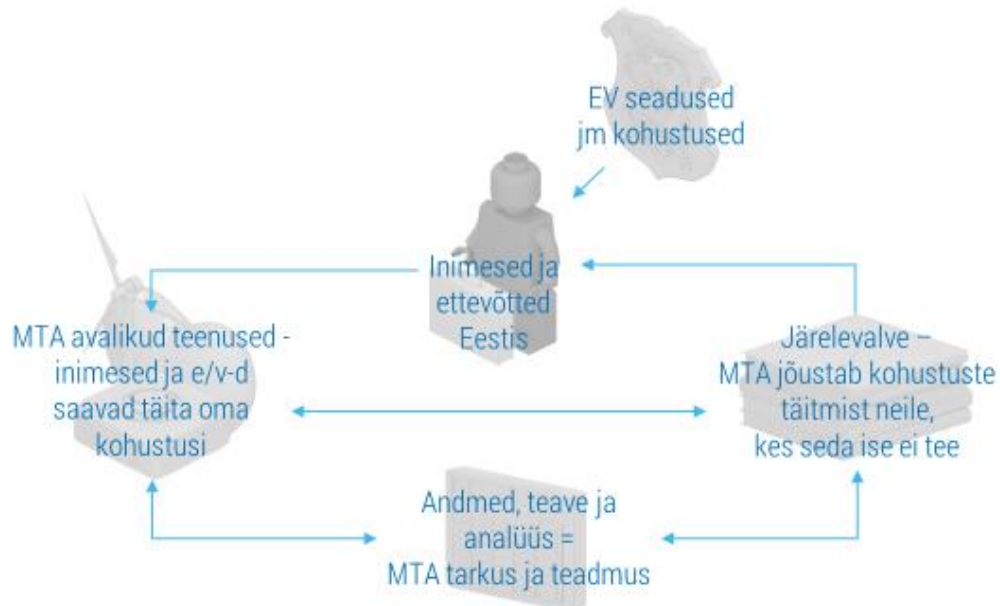 EV seadused
jm kohustused
Inimesed ja
ettevõtted
Eestis
MTA avalikud teenused -
inimesed ja e/v-d
saavad täita oma
kohustusi
Järelevalve –
MTA jõustab kohustuste
täitmist neile,
kes seda ise ei tee
Andmed, teave ja
analüüs =
MTA tarkus ja teadmus